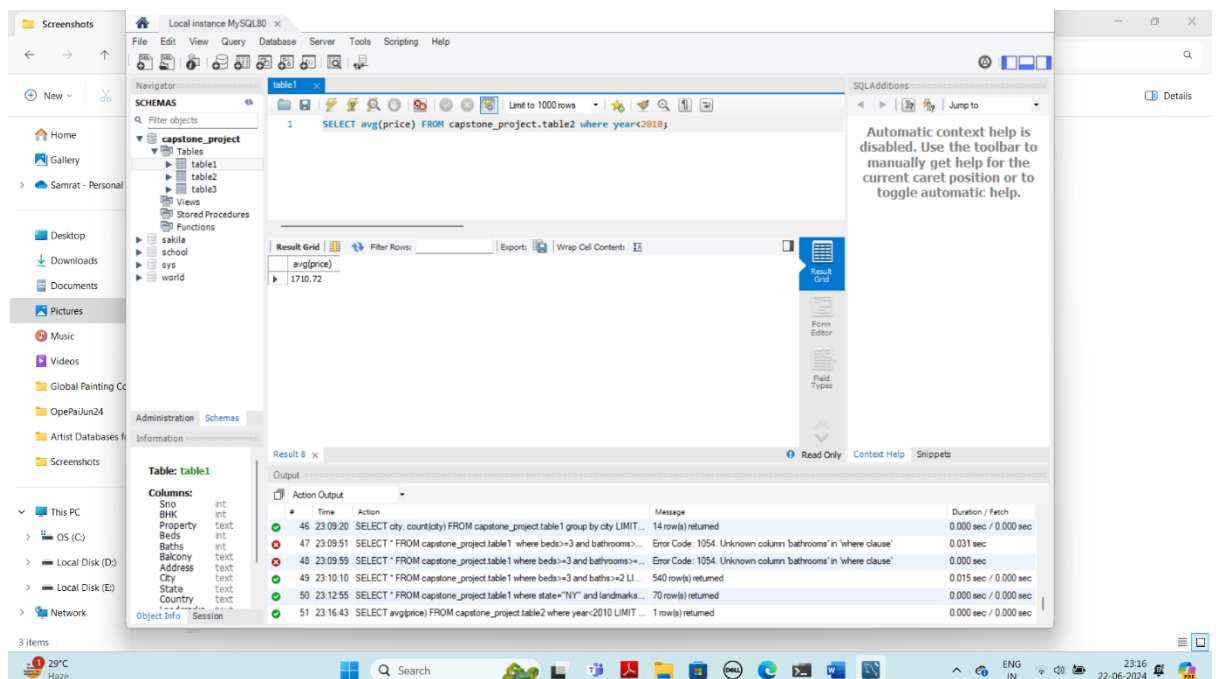 Screenshots
Local instance MySQL80 ×
File Edit View Query Database Server Tools Scripting Help
New
Details
Home
Gallery
Samrat - Personal
Desktop
Downloads
Documents
Pictures
Music
Videos
Global Painting Co
OpePaiJun24
Artist Databases f
Screenshots
This PC
OS (C:)
Local Disk (D:)
Local Disk (E:)
Network
3 items
Navigator
SCHEMAS
Filter objects
capstone_project
Tables
table1
table2
table3
Views
Stored Procedures
Functions
sakila
school
sys
world
Administration Schemas
Information
Table: table1
Columns:
Sno int
BHK int
Property text
Beds int
Baths int
Balcony text
Address text
City text
State text
Country text
Object Info Session
table1 ×
Limit to 1000 rows
1 SELECT avg(price) FROM capstone_project.table2 where year<2010;
Result Grid Filter Rows: Export: Wrap Cell Content:
avg(price)
1710.72
Result Grid
Form Editor
Field Types
Result 8 ×
Read Only
SQLAdditions
Jump to
Automatic context help is
disabled. Use the toolbar to
manually get help for the
current caret position or to
toggle automatic help.
Context Help Snippets
Output
Action Output
# Time Action Message Duration / Fetch
46 23:09:20 SELECT city, count(city) FROM capstone_project.table1 group by city LIMIT... 14 row(s) returned 0.000 sec / 0.000 sec
47 23:09:51 SELECT * FROM capstone_project.table1 where beds>=3 and bathrooms>... Error Code: 1054. Unknown column 'bathrooms' in 'where clause' 0.031 sec
48 23:09:59 SELECT * FROM capstone_project.table1 where beds>=3 and bathrooms>=... Error Code: 1054. Unknown column 'bathrooms' in 'where clause' 0.000 sec
49 23:10:10 SELECT * FROM capstone_project.table1 where beds>=3 and baths>=2 LI... 540 row(s) returned 0.015 sec / 0.000 sec
50 23:12:55 SELECT * FROM capstone_project.table1 where state="NY" and landmarks... 70 row(s) returned 0.000 sec / 0.000 sec
51 23:16:43 SELECT avg(price) FROM capstone_project.table2 where year<2010 LIMIT ... 1 row(s) returned 0.000 sec / 0.000 sec
1
29°C
Haze
Search
DELL
ENG
IN
23:16
22-06-2024
PRE